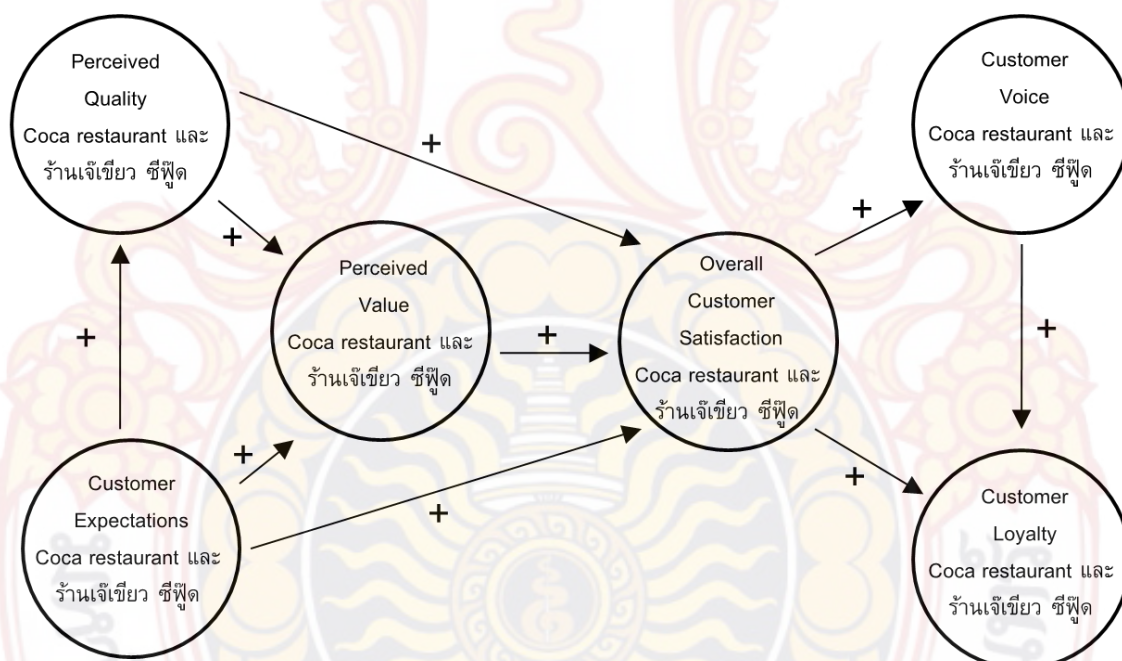 Perceived
Quality
Coca restaurant และ
ร้านเจ๊เขียว ซีฟู๊ด
Customer
Voice
Coca restaurant และ
ร้านเจ๊เขียว ซีฟู๊ด
+
+
+
Perceived
Value
Coca restaurant และ
ร้านเจ๊เขียว ซีฟู๊ด
Overall
Customer
Satisfaction
Coca restaurant และ
ร้านเจ๊เขียว ซีฟู๊ด
+
+
+
+
+
+
Customer
Expectations
Coca restaurant และ
ร้านเจ๊เขียว ซีฟู๊ด
Customer
Loyalty
Coca restaurant และ
ร้านเจ๊เขียว ซีฟู๊ด